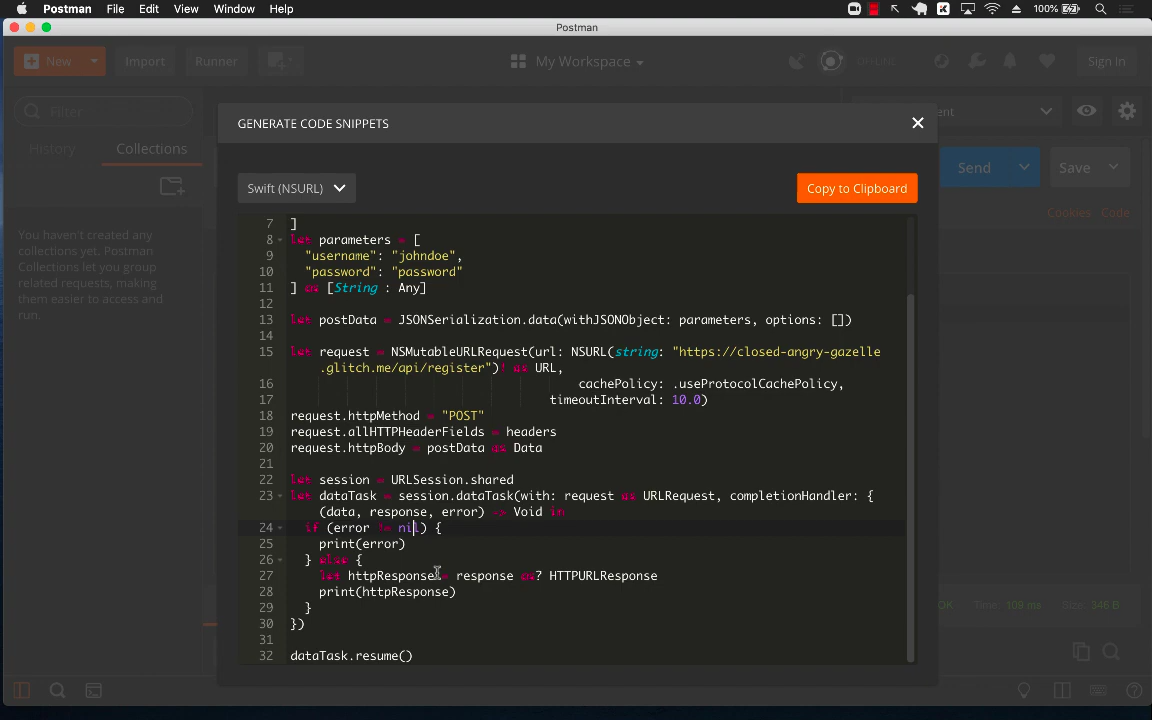 Postman File Edit View Window Help 100%
Postman
New Import Runner My Workspace Sign In
Filter
History Collections
You haven't created any
collections yet. Postman
Collections let you group
related requests, making
them easier to access and
run.
GENERATE CODE SNIPPETS
Swift (NSURL) Copy to Clipboard
ent
Send Save
Cookies Code
7 ]
8 let parameters = [
9 "username": "johndoe",
10 "password": "password"
11 ] as [String : Any]
12
13 let postData = JSONSerialization.data(withJSONObject: parameters, options: [])
14
15 let request = NSMutableURLRequest(url: NSURL(string: "https://closed-angry-gazelle
.glitch.me/api/register")! as URL,
16 cachePolicy: .useProtocolCachePolicy,
17 timeoutInterval: 10.0)
18 request.httpMethod = "POST"
19 request.allHTTPHeaderFields = headers
20 request.httpBody = postData as Data
21
22 let session = URLSession.shared
23 let dataTask = session.dataTask(with: request as URLRequest, completionHandler: {
(data, response, error) -> Void in
24 if (error != nil) {
25 print(error)
26 } else {
27 let httpResponse = response as? HTTPURLResponse
28 print(httpResponse)
29 }
30 })
31
32 dataTask.resume()
OK Time: 109 ms Size: 346 B